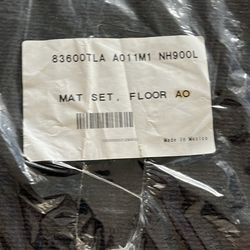 83600TLA A011M1 NH900L
MAT SET, FLOOR AO
Made in Mexico